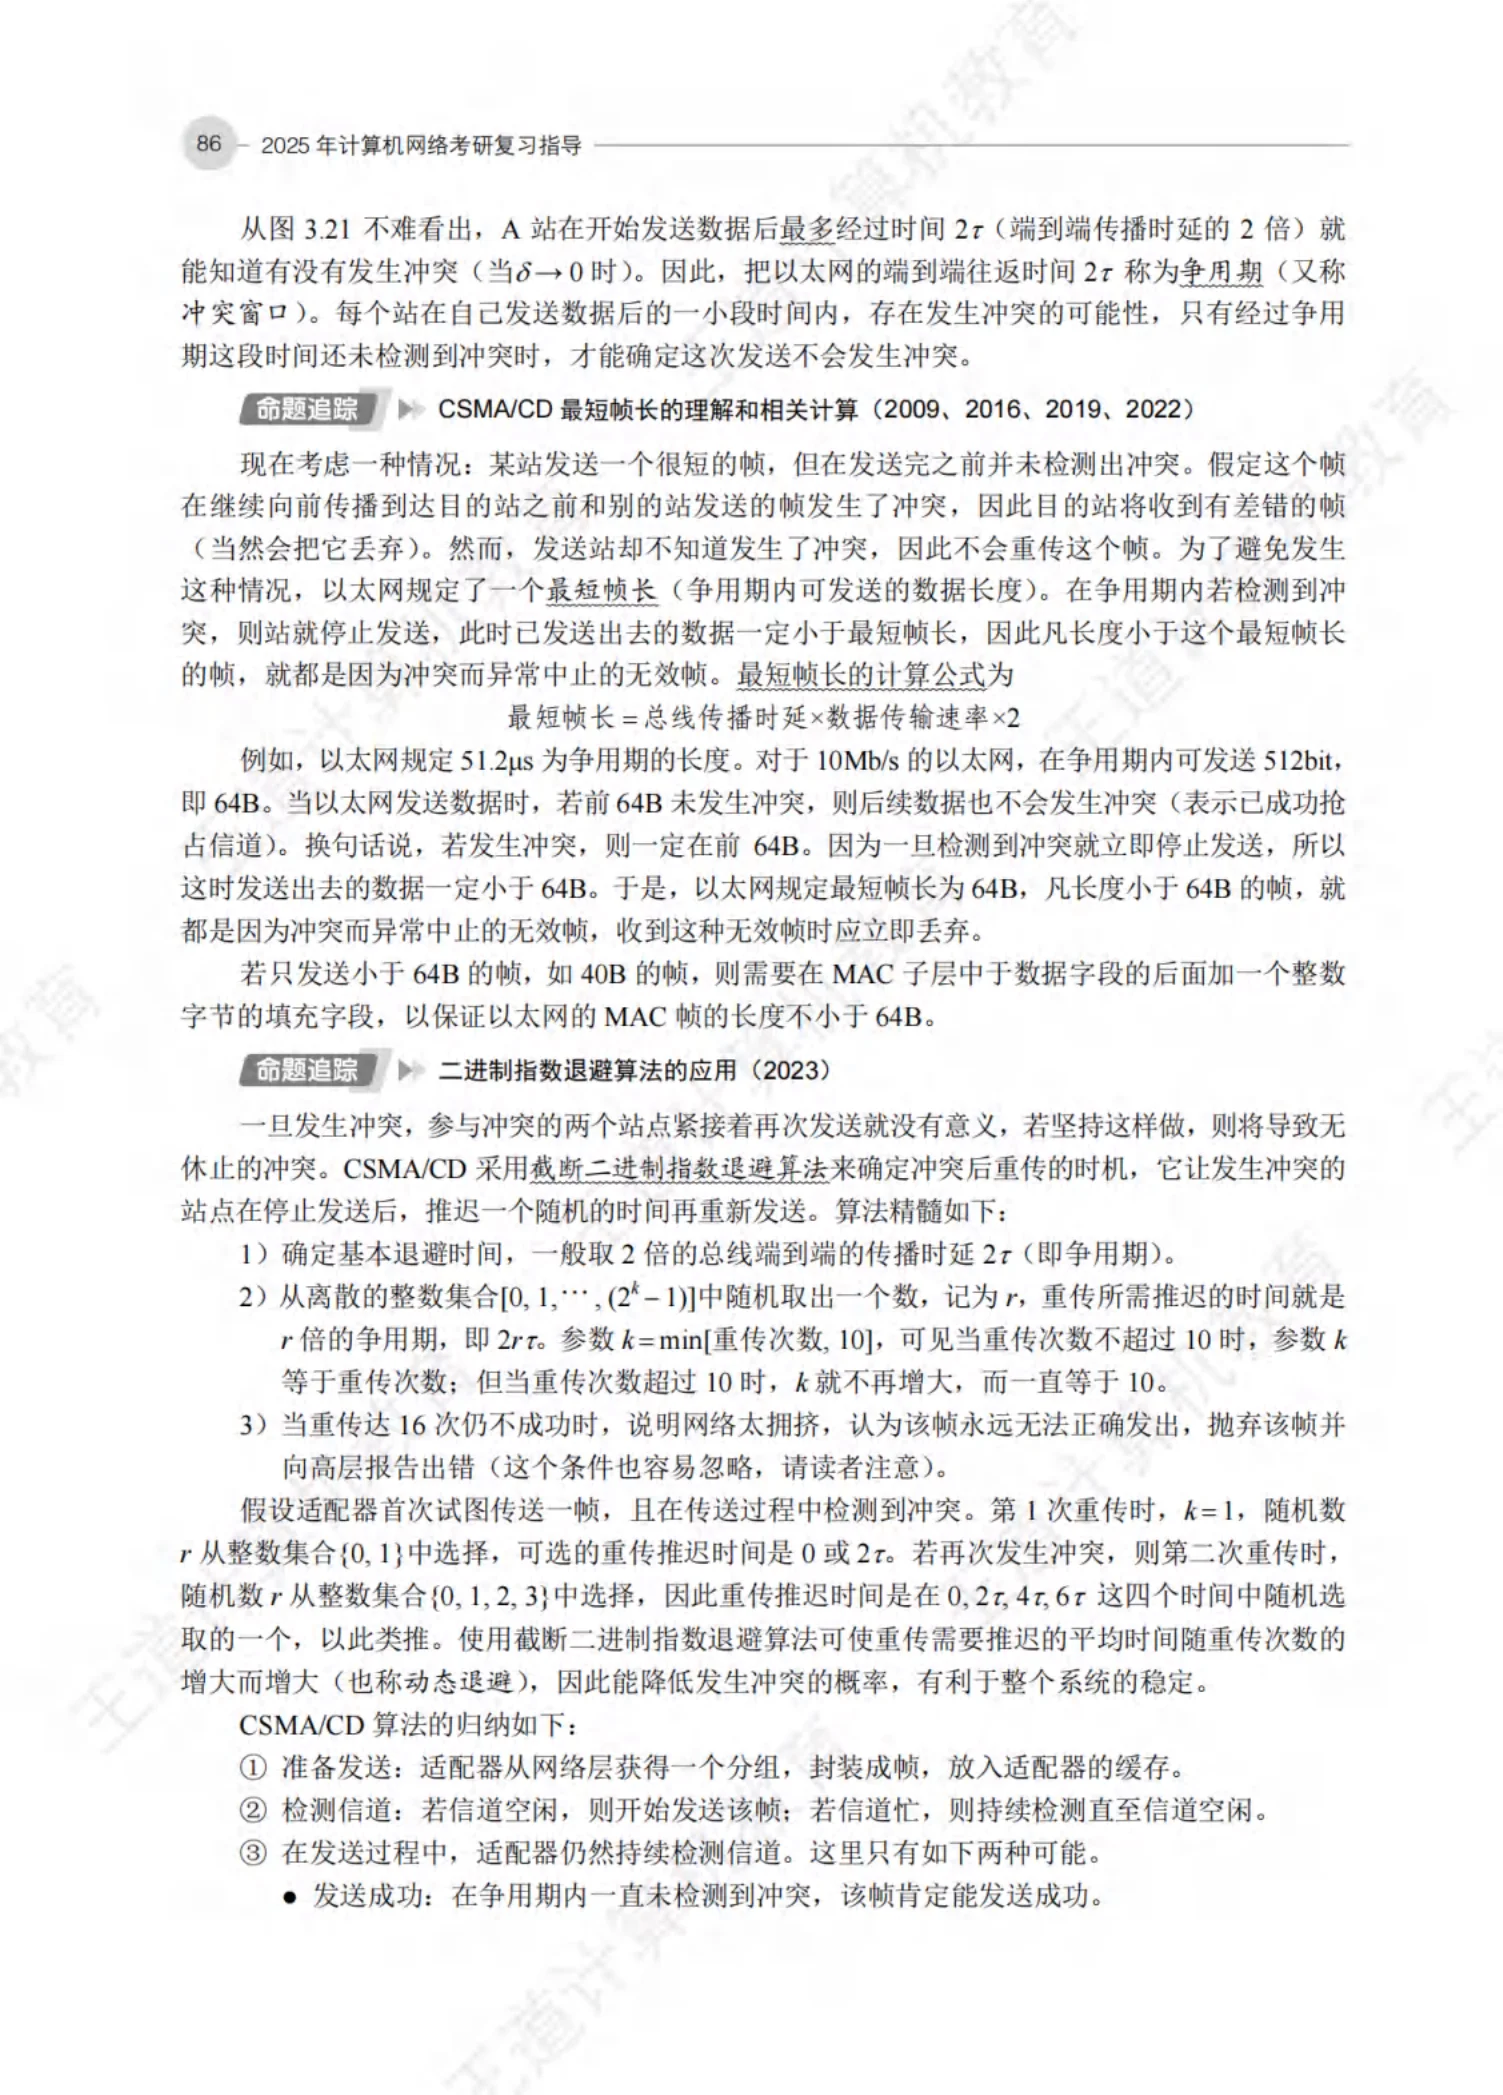 86 2025 年计算机网络考研复习指导
从图 3.21 不难看出，A 站在开始发送数据后最多经过时间 2τ（端到端传播时延的 2 倍）就
能知道有没有发生冲突（当δ→0 时）。因此，把以太网的端到端往返时间 2τ 称为争用期（又称
冲突窗口）。每个站在自己发送数据后的一小段时间内，存在发生冲突的可能性，只有经过争用
期这段时间还未检测到冲突时，才能确定这次发送不会发生冲突。
命题追踪 CSMA/CD 最短帧长的理解和相关计算（2009、2016、2019、2022）
现在考虑一种情况：某站发送一个很短的帧，但在发送完之前并未检测出冲突。假定这个帧
在继续向前传播到达目的站之前和别的站发送的帧发生了冲突，因此目的站将收到有差错的帧
（当然会把它丢弃）。然而，发送站却不知道发生了冲突，因此不会重传这个帧。为了避免发生
这种情况，以太网规定了一个最短帧长（争用期内可发送的数据长度）。在争用期内若检测到冲
突，则站就停止发送，此时已发送出去的数据一定小于最短帧长，因此凡长度小于这个最短帧长
的帧，就都是因为冲突而异常中止的无效帧。最短帧长的计算公式为
最短帧长 = 总线传播时延×数据传输速率×2
例如，以太网规定 51.2μs 为争用期的长度。对于 10Mb/s 的以太网，在争用期内可发送 512bit，
即 64B。当以太网发送数据时，若前 64B 未发生冲突，则后续数据也不会发生冲突（表示已成功抢
占信道）。换句话说，若发生冲突，则一定在前 64B。因为一旦检测到冲突就立即停止发送，所以
这时发送出去的数据一定小于 64B。于是，以太网规定最短帧长为 64B，凡长度小于 64B 的帧，就
都是因为冲突而异常中止的无效帧，收到这种无效帧时应立即丢弃。
若只发送小于 64B 的帧，如 40B 的帧，则需要在 MAC 子层中于数据字段的后面加一个整数
字节的填充字段，以保证以太网的 MAC 帧的长度不小于 64B。
命题追踪 二进制指数退避算法的应用（2023）
一旦发生冲突，参与冲突的两个站点紧接着再次发送就没有意义，若坚持这样做，则将导致无
休止的冲突。CSMA/CD 采用截断二进制指数退避算法来确定冲突后重传的时机，它让发生冲突的
站点在停止发送后，推迟一个随机的时间再重新发送。算法精髓如下：
1）确定基本退避时间，一般取 2 倍的总线端到端的传播时延 2τ（即争用期）。
2）从离散的整数集合[0, 1,⋯, (2^k − 1)]中随机取出一个数，记为 r，重传所需推迟的时间就是
r 倍的争用期，即 2rτ。参数 k=min[重传次数, 10]，可见当重传次数不超过 10 时，参数 k
等于重传次数；但当重传次数超过 10 时，k 就不再增大，而一直等于 10。
3）当重传达 16 次仍不成功时，说明网络太拥挤，认为该帧永远无法正确发出，抛弃该帧并
向高层报告出错（这个条件也容易忽略，请读者注意）。
假设适配器首次试图传送一帧，且在传送过程中检测到冲突。第 1 次重传时，k=1，随机数
r 从整数集合{0, 1}中选择，可选的重传推迟时间是 0 或 2τ。若再次发生冲突，则第二次重传时，
随机数 r 从整数集合{0, 1, 2, 3}中选择，因此重传推迟时间是在 0, 2τ, 4τ, 6τ 这四个时间中随机选
取的一个，以此类推。使用截断二进制指数退避算法可使重传需要推迟的平均时间随重传次数的
增大而增大（也称动态退避），因此能降低发生冲突的概率，有利于整个系统的稳定。
CSMA/CD 算法的归纳如下：
① 准备发送：适配器从网络层获得一个分组，封装成帧，放入适配器的缓存。
② 检测信道：若信道空闲，则开始发送该帧；若信道忙，则持续检测直至信道空闲。
③ 在发送过程中，适配器仍然持续检测信道。这里只有如下两种可能。
● 发送成功：在争用期内一直未检测到冲突，该帧肯定能发送成功。
王道计算机教育